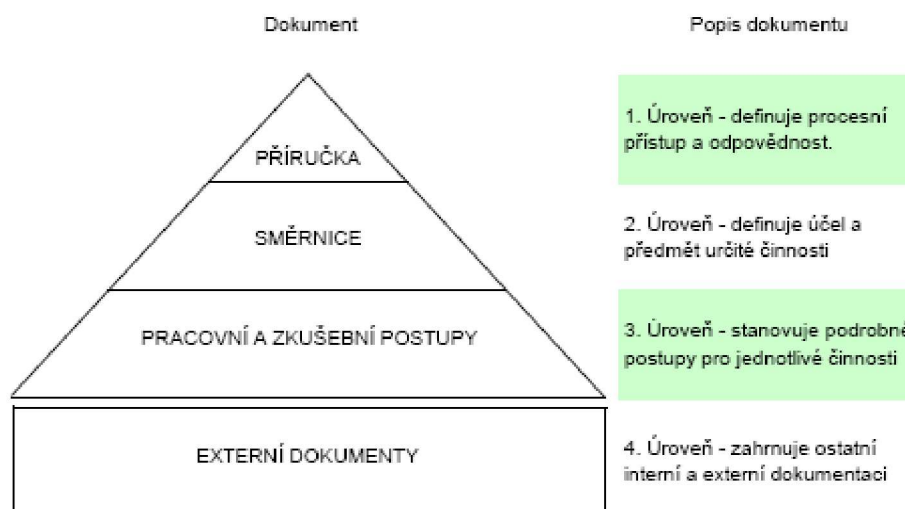 Dokument
Popis dokumentu
PŘÍRUČKA
1. Úroveň - definuje procesní
přístup a odpovědnost.
SMĚRNICE
2. Úroveň - definuje účel a
předmět určité činnosti
PRACOVNÍ A ZKUŠEBNÍ POSTUPY
3. Úroveň - stanovuje podrobné
postupy pro jednotlivé činnosti
EXTERNÍ DOKUMENTY
4. Úroveň - zahrnuje ostatní
interní a externí dokumentaci